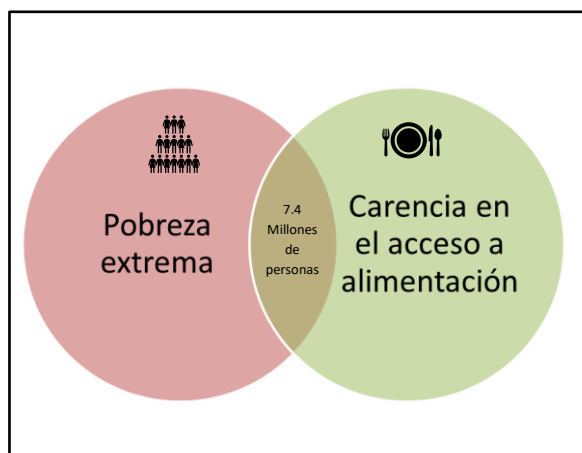 Pobreza
extrema
7.4
Millones
de
personas
Carencia en
el acceso a
alimentación